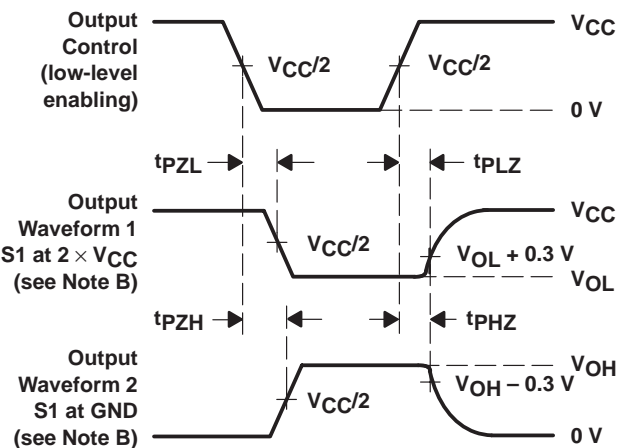 Output
Control
(low-level
enabling)
VCC
VCC/2
VCC/2
0 V
tPZL
tPLZ
Output
Waveform 1
S1 at 2 × VCC
(see Note B)
VCC
VCC/2
VOL + 0.3 V
VOL
tPZH
tPHZ
Output
Waveform 2
S1 at GND
(see Note B)
VOH
VCC/2
VOH − 0.3 V
0 V